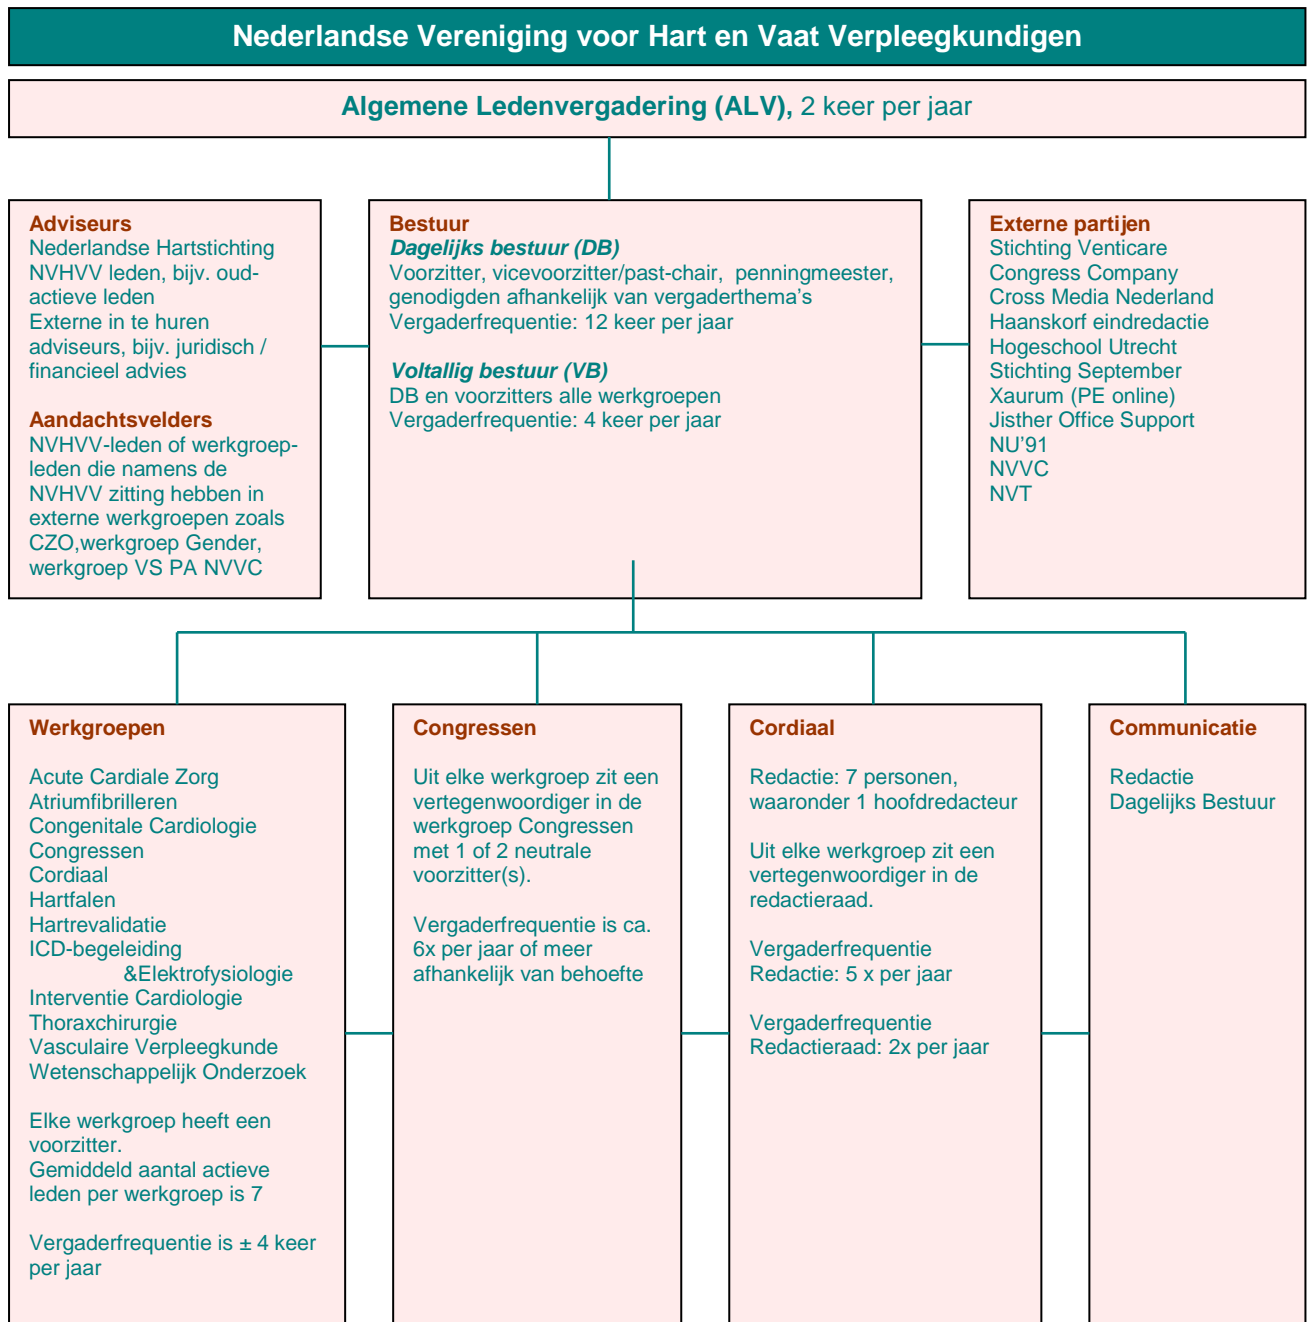 Nederlandse Vereniging voor Hart en Vaat Verpleegkundigen
Algemene Ledenvergadering (ALV), 2 keer per jaar
Adviseurs
Nederlandse Hartstichting
NVHVV leden, bijv. oud-
actieve leden
Externe in te huren
adviseurs, bijv. juridisch /
financieel advies
Aandachtsvelders
NVHVV-leden of werkgroep-
leden die namens de
NVHVV zitting hebben in
externe werkgroepen zoals
CZO,werkgroep Gender,
werkgroep VS PA NVVC
Bestuur
Dagelijks bestuur (DB)
Voorzitter, vicevoorzitter/past-chair, penningmeester,
genodigden afhankelijk van vergaderthema's
Vergaderfrequentie: 12 keer per jaar
Voltallig bestuur (VB)
DB en voorzitters alle werkgroepen
Vergaderfrequentie: 4 keer per jaar
Externe partijen
Stichting Venticare
Congress Company
Cross Media Nederland
Haanskorf eindredactie
Hogeschool Utrecht
Stichting September
Xaurum (PE online)
Jisther Office Support
NU'91
NVVC
NVT
Werkgroepen
Acute Cardiale Zorg
Atriumfibrilleren
Congenitale Cardiologie
Congressen
Cordiaal
Hartfalen
Hartrevalidatie
ICD-begeleiding
&Elektrofysiologie
Interventie Cardiologie
Thoraxchirurgie
Vasculaire Verpleegkunde
Wetenschappelijk Onderzoek
Elke werkgroep heeft een
voorzitter.
Gemiddeld aantal actieve
leden per werkgroep is 7
Vergaderfrequentie is ± 4 keer
per jaar
Congressen
Uit elke werkgroep zit een
vertegenwoordiger in de
werkgroep Congressen
met 1 of 2 neutrale
voorzitter(s).
Vergaderfrequentie is ca.
6x per jaar of meer
afhankelijk van behoefte
Cordiaal
Redactie: 7 personen,
waaronder 1 hoofdredacteur
Uit elke werkgroep zit een
vertegenwoordiger in de
redactieraad.
Vergaderfrequentie
Redactie: 5 x per jaar
Vergaderfrequentie
Redactieraad: 2x per jaar
Communicatie
Redactie
Dagelijks Bestuur